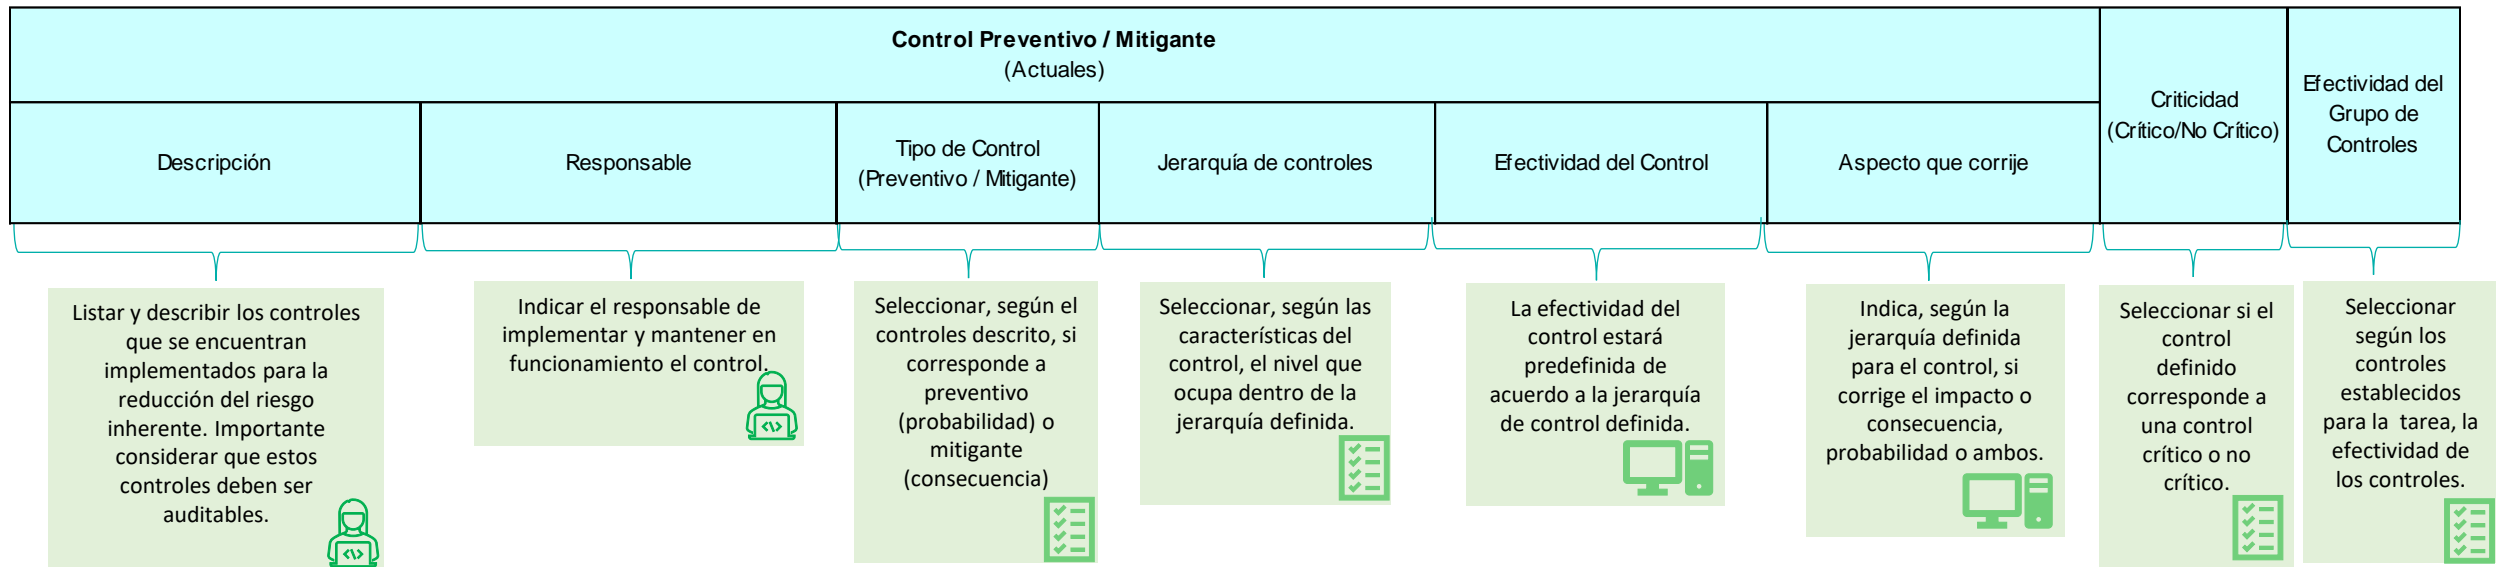 Control Preventivo / Mitigante
(Actuales)
Criticidad
(Crítico/No Crítico)
Efectividad del
Grupo de
Controles
Descripción
Responsable
Tipo de Control
(Preventivo / Mitigante)
Jerarquía de controles
Efectividad del Control
Aspecto que corrije
Listar y describir los controles
que se encuentran
implementados para la
reducción del riesgo
inherente. Importante
considerar que estos
controles deben ser
auditables.
Indicar el responsable de
implementar y mantener en
funcionamiento el control.
Seleccionar, según el
controles descrito, si
corresponde a
preventivo
(probabilidad) o
mitigante
(consecuencia)
Seleccionar, según las
características del
control, el nivel que
ocupa dentro de la
jerarquía definida.
La efectividad del
control estará
predefinida de
acuerdo a la jerarquía
de control definida.
Indica, según la
jerarquía definida
para el control, si
corrige el impacto o
consecuencia,
probabilidad o ambos.
Seleccionar si el
control
definido
corresponde a
una control
crítico o no
crítico.
Seleccionar
según los
controles
establecidos
para la  tarea, la
efectividad de
los controles.